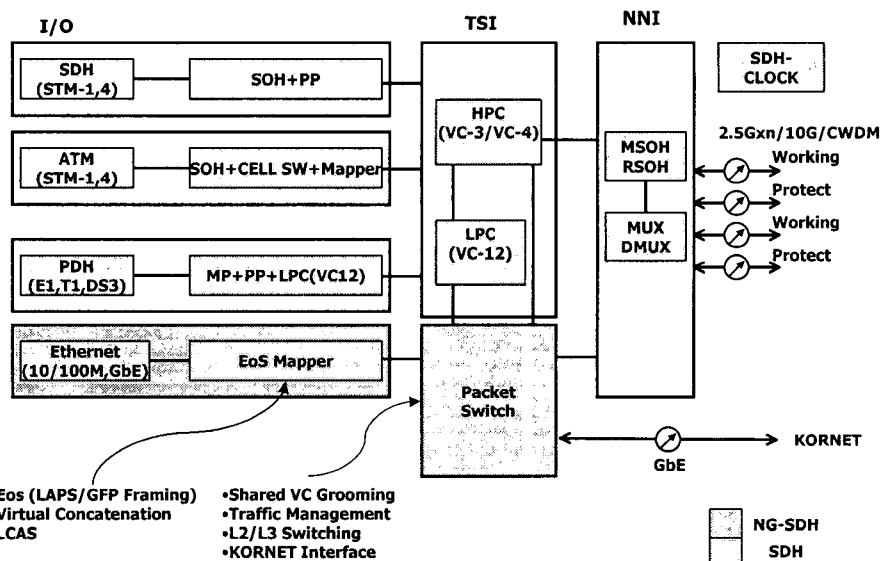 I/O
TSI
NNI
SDH
(STM-1,4)
SOH+PP
ATM
(STM-1,4)
SOH+CELL SW+Mapper
PDH
(E1,T1,DS3)
MP+PP+LPC(VC12)
Ethernet
(10/100M,GbE)
EoS Mapper
HPC
(VC-3/VC-4)
LPC
(VC-12)
Packet
Switch
MSOH
RSOH
MUX
DMUX
SDH-
CLOCK
2.5Gxn/10G/CWDM
Working
Protect
Working
Protect
GbE
KORNET
Eos (LAPS/GFP Framing)
Virtual Concatenation
LCAS
•Shared VC Grooming
•Traffic Management
•L2/L3 Switching
•KORNET Interface
NG-SDH
SDH